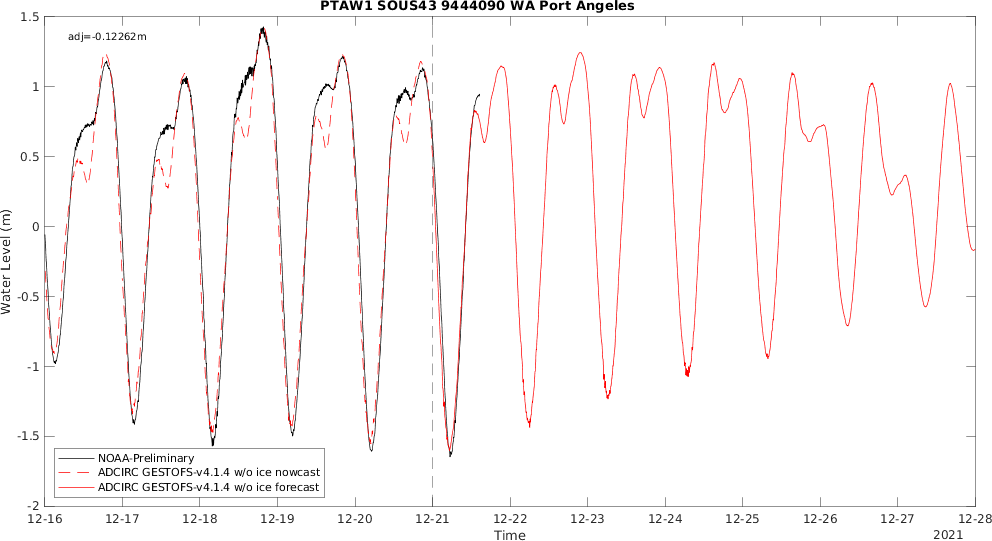 PTAW1 SOUS43 9444090 WA Port Angeles
adj=-0.12262m
1.5
1
0.5
0
-0.5
-1
-1.5
-2
Water Level (m)
NOAA-Preliminary
ADCIRC GESTOFS-v4.1.4 w/o ice nowcast
ADCIRC GESTOFS-v4.1.4 w/o ice forecast
12-16 12-17 12-18 12-19 12-20 12-21 12-22 12-23 12-24 12-25 12-26 12-27 12-28
Time
2021